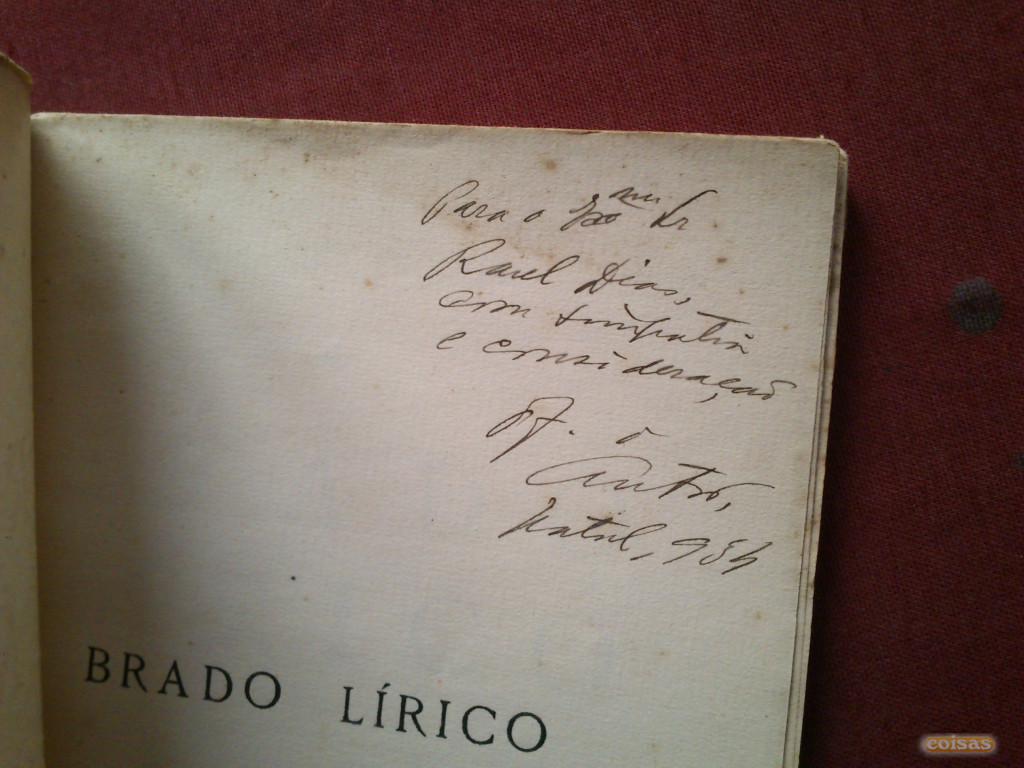 Para o Exmo Sr
Raul Dias,
com simpatia
e consideração
Of. o
Autor,
Natal, 954
BRADO LÍRICO
coisas